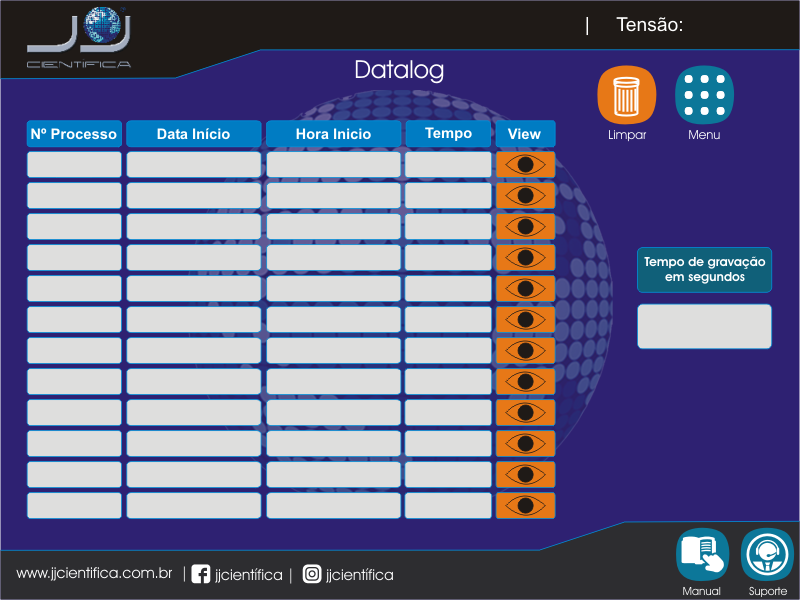 JJ
CIENTIFICA
| Tensão:
Datalog
Limpar
Menu
Nº Processo Data Início Hora Inicio Tempo View
Tempo de gravação
em segundos
www.jjcientifica.com.br | jjcientífica | jjcientífica
Manual
Suporte